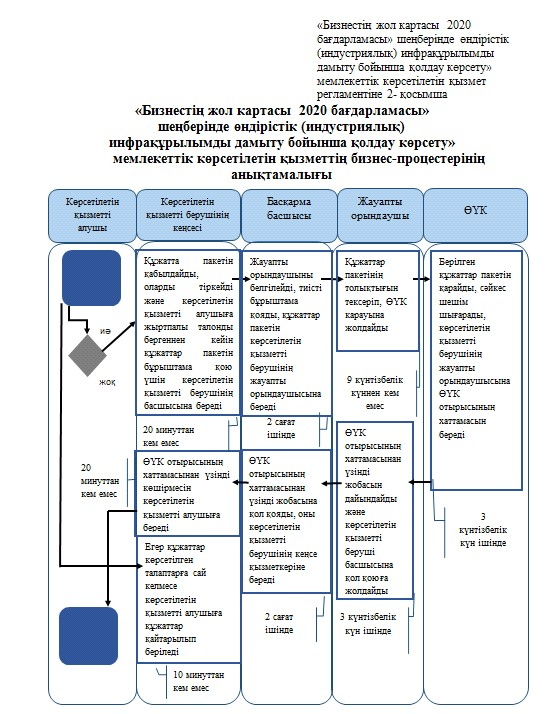 «Бизнестің жол картасы 2020
бағдарламасы» шеңберінде өндірістік
(индустриялық) инфрақұрылымды
дамыту бойынша қолдау көрсету»
мемлекеттік көрсетілетін қызмет
регламентіне 2- қосымша
«Бизнестің жол картасы 2020 бағдарламасы»
шеңберінде өндірістік (индустриялық)
инфрақұрылымды дамыту бойынша қолдау көрсету»
мемлекеттік көрсетілетін қызметтің бизнес-процестерінің
анықтамалығы
Көрсетілетін
қызметті
алушы
Көрсетілетін
қызметті берушінің
кеңсесі
Басқарма
басшысы
Жауапты
орындаушы
ӨҮК
иә
жоқ
Құжатта пакетін
қабылдайды,
оларды тіркейді
және көрсетілетін
қызметті алушыға
жыртпалы талонды
бергеннен кейін
құжаттар пакетін
бұрыштама қою
үшін көрсетілетін
қызметті берушінің
басшысына береді
Жауапты
орындаушыны
белгілейді, тиісті
бұрыштама
қояды, құжаттар
пакетін
көрсетілетін
қызметті
берушінің
жауапты
орындаушысына
береді
Құжаттар
пакетінің
толықтығын
тексеріп, ӨҮК
карауына
жолдайды
Берілген
құжаттар пакетін
қарайды, сәйкес
шешім
шығарады,
көрсетілетін
қызметті
берушінің
жауапты
орындаушысына
ӨҮК
отырысының
хаттамасын
береді
20 минуттан
кем емес
2 сағат
ішінде
9 күнтізбелік
күннен кем
емес
3
күнтізбелік
күн ішінде
20
минуттан
кем емес
ӨҮК отырысының
хаттамасынан үзінді
көшірмесін
көрсетілетін
қызметті алушыға
береді
ӨҮК
отырысының
хаттамасынан
үзінді жобасына
қол қояды, оны
көрсетілетін
қызметті
берушінің кеңсе
қызметкеріне
береді
ӨҮК
отырысының
хаттамасынан
үзінді
жобасын
дайындайды
және
көрсетілетін
қызметті
беруші
басшысына
қол қоюға
жолдайды
Егер құжаттар
көрсетілген
талаптарға сай
келмесе
көрсетілетін
қызметті алушыға
құжаттар
қайтарылып
беріледі
2 сағат
ішінде
3 күнтізбелік
күн ішінде
10 минуттан
кем емес